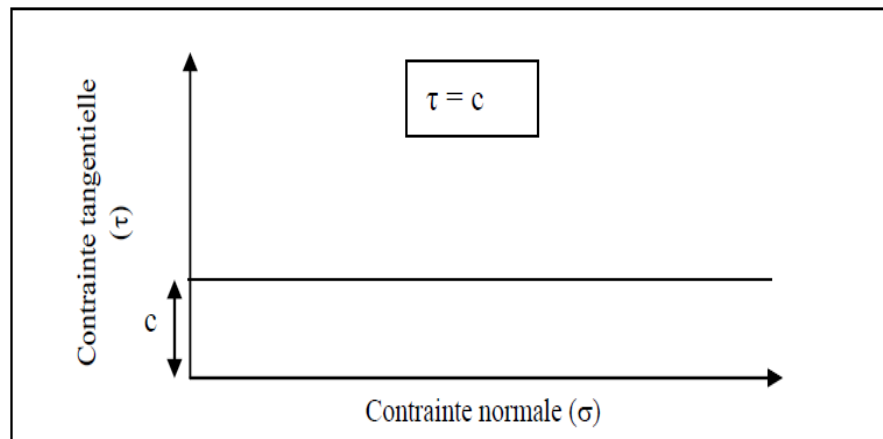 τ = c
Contrainte tangentielle
(τ)
c
Contrainte normale (σ)